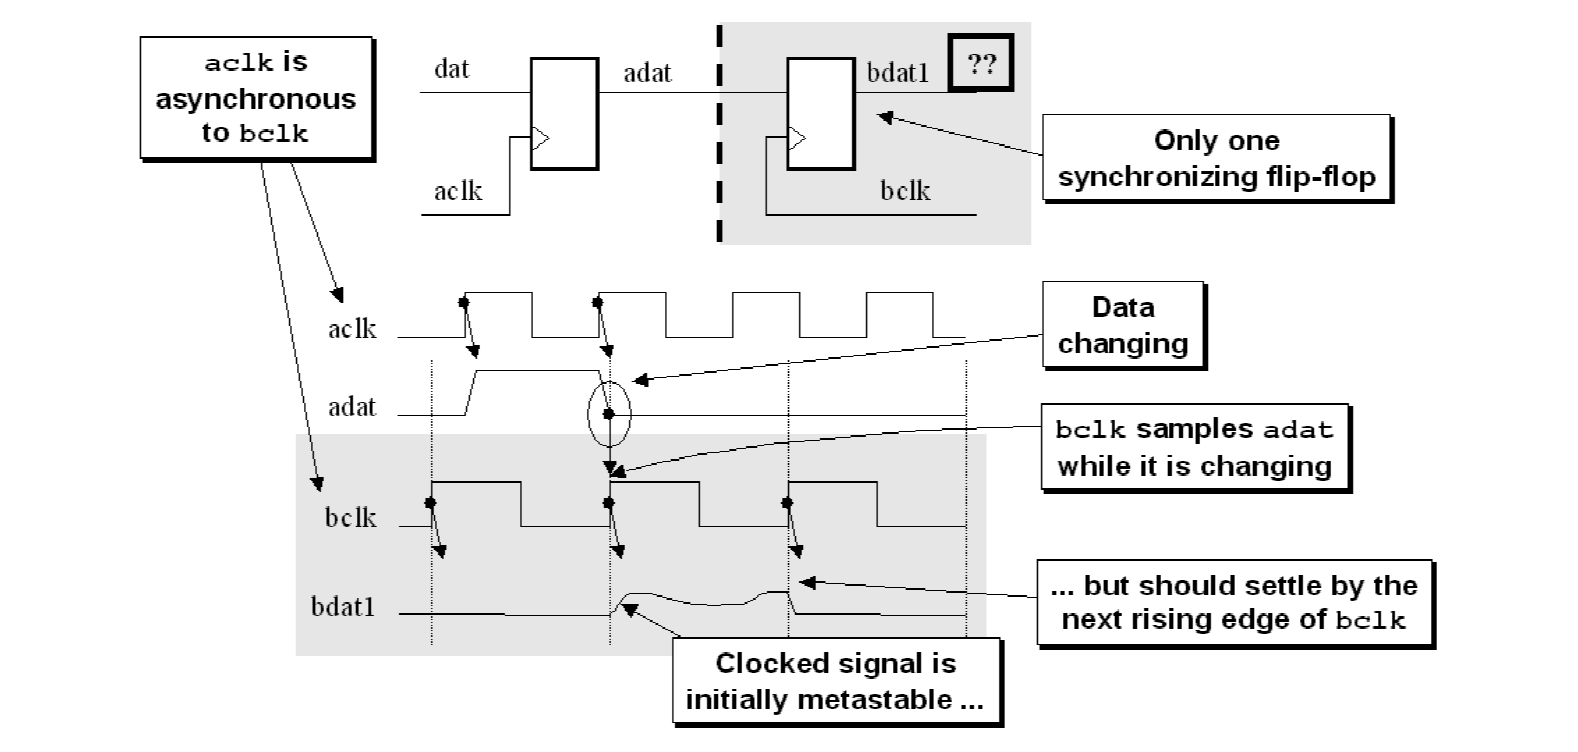 aclk is
asynchronous
to bclk
dat
adat
bdat1
??
aclk
bclk
Only one
synchronizing flip-flop
aclk
Data
changing
adat
bclk samples adat
while it is changing
bclk
... but should settle by the
next rising edge of bclk
bdat1
Clocked signal is
initially metastable ...